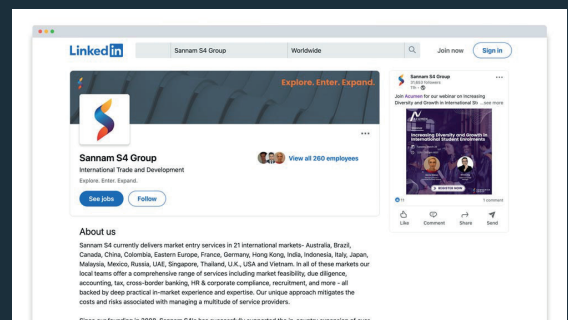 Linkedin
Sannam S4 Group
Worldwide
Join now
Sign in
Explore. Enter. Expand.
Sannam S4 Group
International Trade and Development
Explore. Enter. Expand.
View all 260 employees
See jobs
Follow
About us
Sannam S4 currently delivers market entry services in 21 international markets- Australia, Brazil,
Canada, China, Colombia, Eastern Europe, France, Germany, Hong Kong, India, Indonesia, Italy, Japan,
Malaysia, Mexico, Russia, UAE, Singapore, Thailand, U.K., USA and Vietnam. In all of these markets our
local teams offer a comprehensive range of services including market feasibility, due diligence,
accounting, tax, cross-border banking, HR & corporate compliance, recruitment, and more - all
backed by deep practical in-market experience and expertise. Our unique approach mitigates the
costs and risks associated with managing a multitude of service providers.
Sannam S4 Group
Join Acumen for our webinar on Increasing
Diversity and Growth in International St ...see more
Increasing Diversity and Growth in
International Student Enrolments
REGISTER NOW
11
1 comment
Like
Comment
Share
Send